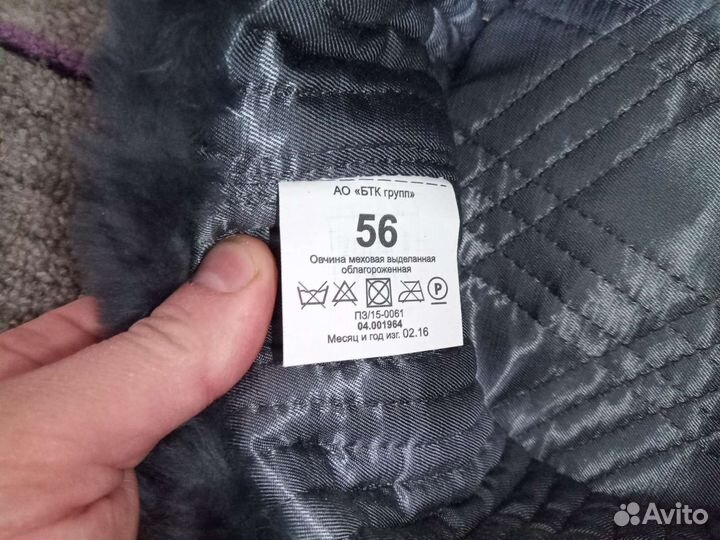 АО «БТК групп»
56
Овчина меховая выделанная
облагороженная
P
ПЗ/15-0061
04.001964
Месяц и год изг. 02.16
Avito